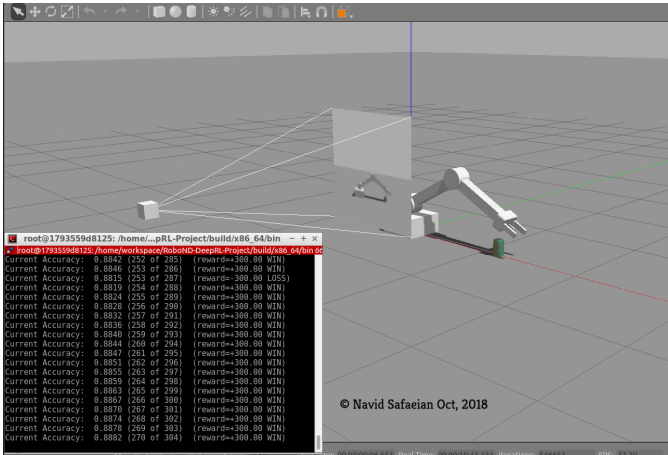 root@1793559d8125: /home/...pRL-Project/build/x86_64/bin
root@1793559d8125: /home/workspace/RoboND-DeepRL-Project/build/x86_64/bin
Current Accuracy: 0.8842 (252 of 285) (reward=+300.00 WIN)
Current Accuracy: 0.8846 (253 of 286) (reward=+300.00 WIN)
Current Accuracy: 0.8815 (253 of 287) (reward=-300.00 LOSS)
Current Accuracy: 0.8819 (254 of 288) (reward=+300.00 WIN)
Current Accuracy: 0.8824 (255 of 289) (reward=+300.00 WIN)
Current Accuracy: 0.8828 (256 of 290) (reward=+300.00 WIN)
Current Accuracy: 0.8832 (257 of 291) (reward=+300.00 WIN)
Current Accuracy: 0.8836 (258 of 292) (reward=+300.00 WIN)
Current Accuracy: 0.8840 (259 of 293) (reward=+300.00 WIN)
Current Accuracy: 0.8844 (260 of 294) (reward=+300.00 WIN)
Current Accuracy: 0.8847 (261 of 295) (reward=+300.00 WIN)
Current Accuracy: 0.8851 (262 of 296) (reward=+300.00 WIN)
Current Accuracy: 0.8855 (263 of 297) (reward=+300.00 WIN)
Current Accuracy: 0.8859 (264 of 298) (reward=+300.00 WIN)
Current Accuracy: 0.8863 (265 of 299) (reward=+300.00 WIN)
Current Accuracy: 0.8867 (266 of 300) (reward=+300.00 WIN)
Current Accuracy: 0.8870 (267 of 301) (reward=+300.00 WIN)
Current Accuracy: 0.8874 (268 of 302) (reward=+300.00 WIN)
Current Accuracy: 0.8878 (269 of 303) (reward=+300.00 WIN)
Current Accuracy: 0.8882 (270 of 304) (reward=+300.00 WIN)
© Navid Safaeian Oct, 2018